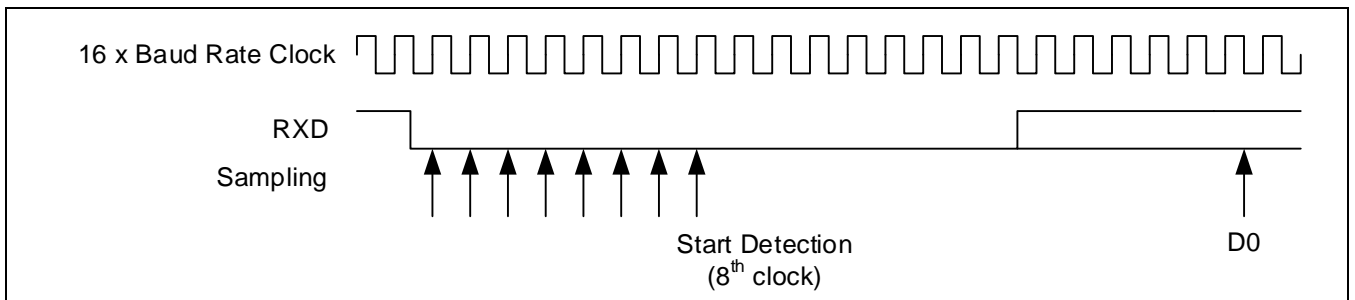 16 x Baud Rate Clock
RXD
Sampling
Start Detection
(8th clock)
D0